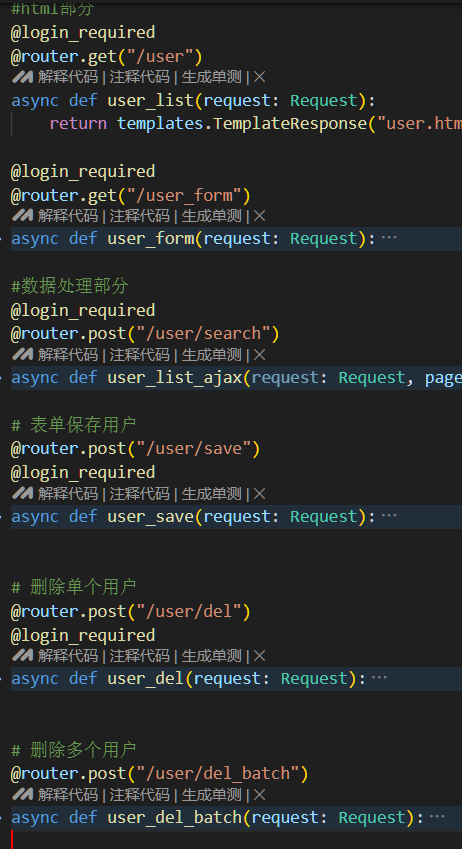 #html部分
@login_required
@router.get("/user")
解释代码 | 注释代码 | 生成单测 | ×
async def user_list(request: Request):
return templates.TemplateResponse("user.htm
@login_required
@router.get("/user_form")
解释代码 | 注释代码 | 生成单测 | ×
async def user_form(request: Request):···
#数据处理部分
@login_required
@router.post("/user/search")
解释代码 | 注释代码 | 生成单测 | ×
async def user_list_ajax(request: Request, page
# 表单保存用户
@router.post("/user/save")
@login_required
解释代码 | 注释代码 | 生成单测 | ×
async def user_save(request: Request):···
# 删除单个用户
@router.post("/user/del")
@login_required
解释代码 | 注释代码 | 生成单测 | ×
async def user_del(request: Request):···
# 删除多个用户
@router.post("/user/del_batch")
解释代码 | 注释代码 | 生成单测 | ×
async def user_del_batch(request: Request):···